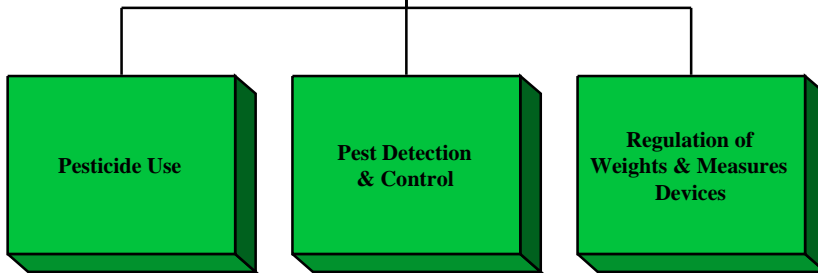 Pesticide Use
Pest Detection
& Control
Regulation of
Weights & Measures
Devices